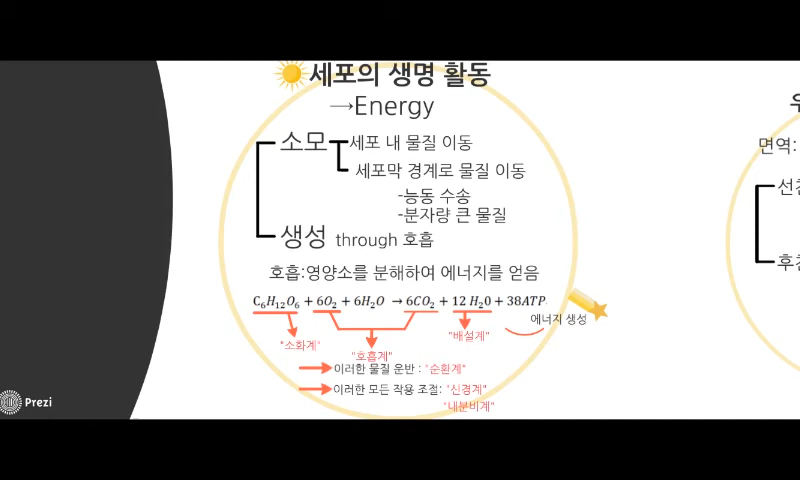 세포의 생명 활동
→Energy
소모
세포 내 물질 이동
세포막 경계로 물질 이동
-능동 수송
-분자량 큰 물질
생성 through 호흡
호흡:영양소를 분해하여 에너지를 얻음
C₆H₁₂O₆ + 6O₂ + 6H₂O → 6CO₂ + 12 H₂0 + 38ATP
에너지 생성
"배설계"
"소화계"
"호흡계"
이러한 물질 운반 : "순환계"
이러한 모든 작용 조절: "신경계"
"내분비계"
면역:
선천
후천
Prezi